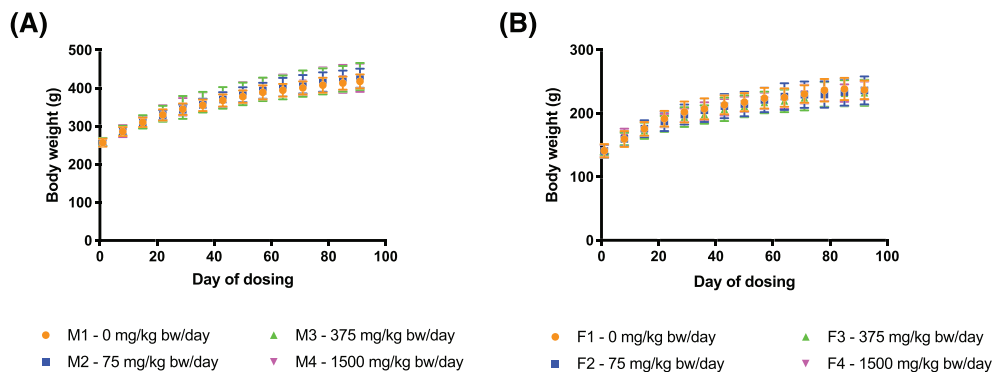 (A)
(B)
500
400
300
200
100
0
Body weight (g)
0 20 40 60 80 100
Day of dosing
300
200
100
0
Body weight (g)
0 20 40 60 80 100
Day of dosing
M1 - 0 mg/kg bw/day
M3 - 375 mg/kg bw/day
M2 - 75 mg/kg bw/day
M4 - 1500 mg/kg bw/day
F1 - 0 mg/kg bw/day
F3 - 375 mg/kg bw/day
F2 - 75 mg/kg bw/day
F4 - 1500 mg/kg bw/day